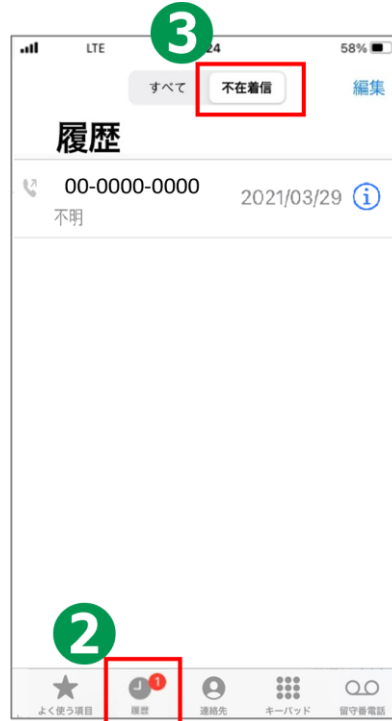 3
LTE 24 58%
すべて 不在着信 編集
履歴
00-0000-0000
不明
2021/03/29 i
2
1
よく使う項目 履歴 連絡先 キーパッド 留守番電話